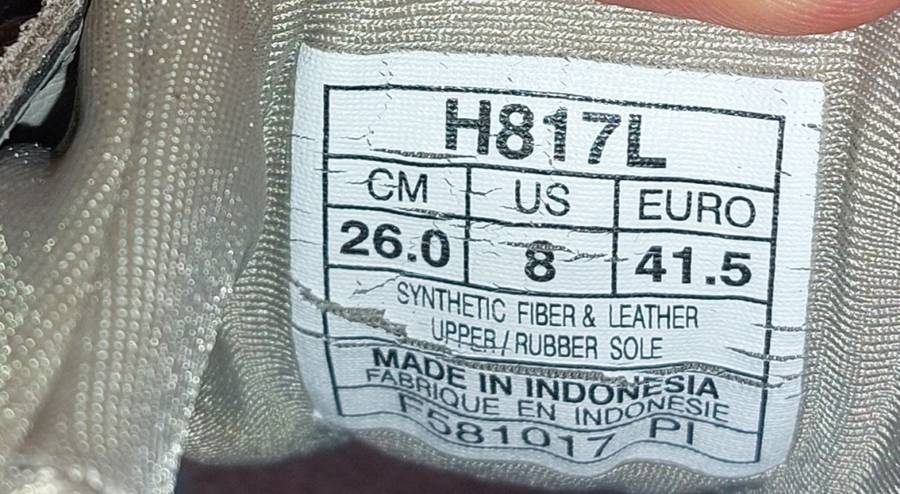 H817L
CM US EURO
26.0 8 41.5
SYNTHETIC FIBER & LEATHER
UPPER / RUBBER SOLE
MADE IN INDONESIA
FABRIQUE EN INDONESIE
F581017 PI